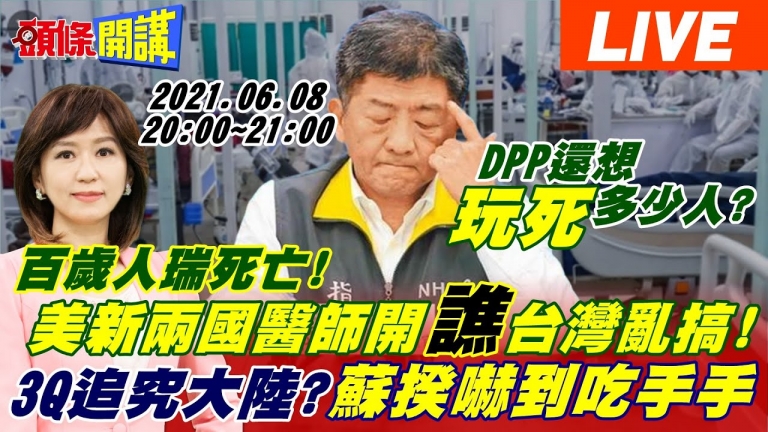 頭條開講
LIVE
2021.06.08
20:00~21:00
DPP還想
玩死多少人?
指
NH
百歲人瑞死亡!
美新兩國醫師開譙台灣亂搞!
3Q追究大陸?蘇揆嚇到吃手手